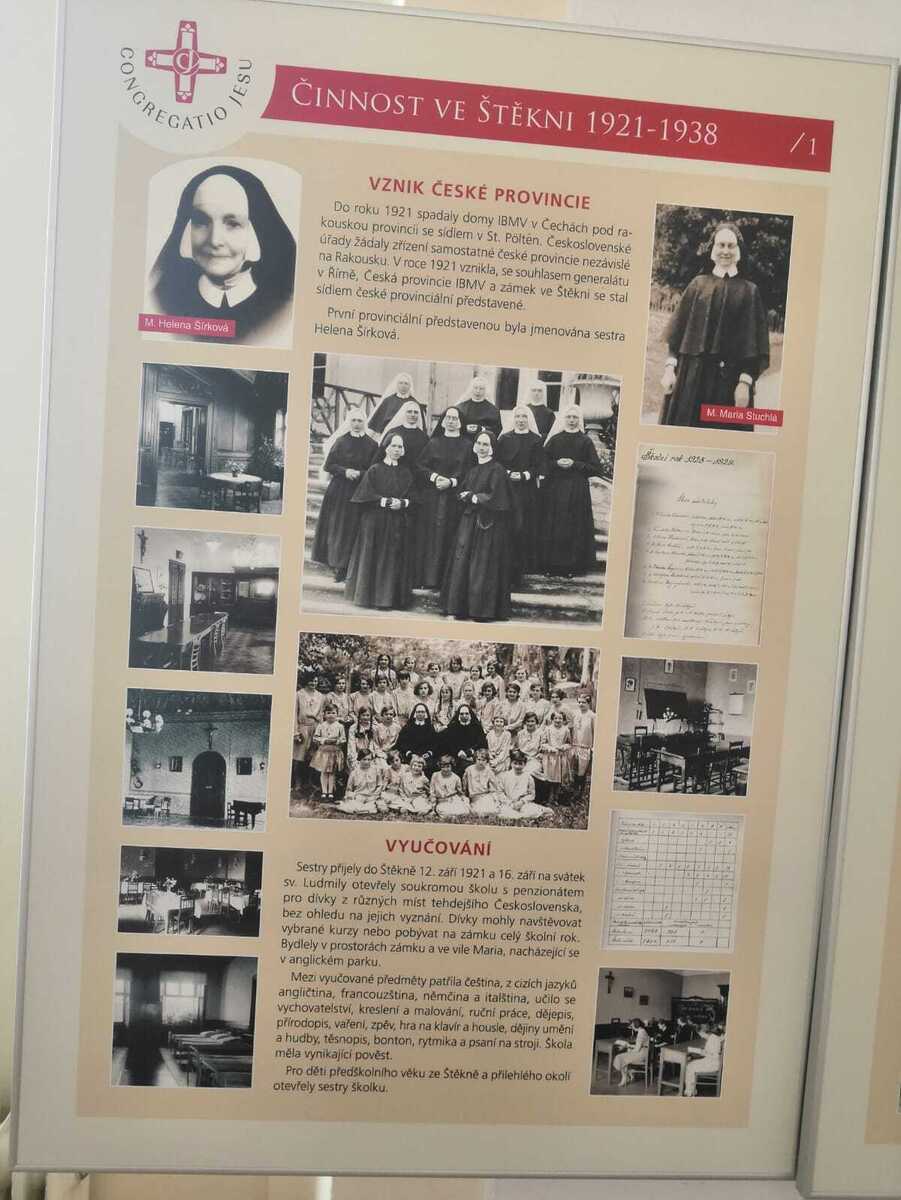 CONGREGATIO JESU
ČINNOST VE ŠTĚKNI 1921-1938
/1
VZNIK ČESKÉ PROVINCIE
Do roku 1921 spadaly domy IBMV v Čechách pod ra-
kouskou provincii se sídlem v St. Pölten. Československé
úřady žádaly zřízení samostatné české provincie nezávislé
na Rakousku. V roce 1921 vznikla, se souhlasem generalátu
v Římě, Česká provincie IBMV a zámek ve Štěkni se stal
sídlem české provinciální představené.
První provinciální představenou byla jmenována sestra
Helena Šírková.
M. Helena Šírková
M. Maria Stuchlá
Školní rok 1928-1929.
VYUČOVÁNÍ
Sestry přijely do Štěkně 12. září 1921 a 16. září na svátek
sv. Ludmily otevřely soukromou školu s penzionátem
pro dívky z různých míst tehdejšího Československa,
bez ohledu na jejich vyznání. Dívky mohly navštěvovat
vybrané kurzy nebo pobývat na zámku celý školní rok.
Bydlely v prostorách zámku a ve vile Maria, nacházející se
v anglickém parku.
Mezi vyučované předměty patřila čeština, z cizích jazyků
angličtina, francouzština, němčina a italština, učilo se
vychovatelství, kreslení a malování, ruční práce, dějepis,
přírodopis, vaření, zpěv, hra na klavír a housle, dějiny umění
a hudby, těsnopis, bonton, rytmika a psaní na stroji. Škola
měla vynikající pověst.
Pro děti předškolního věku ze Štěkně a přilehlého okolí
otevřely sestry školku.